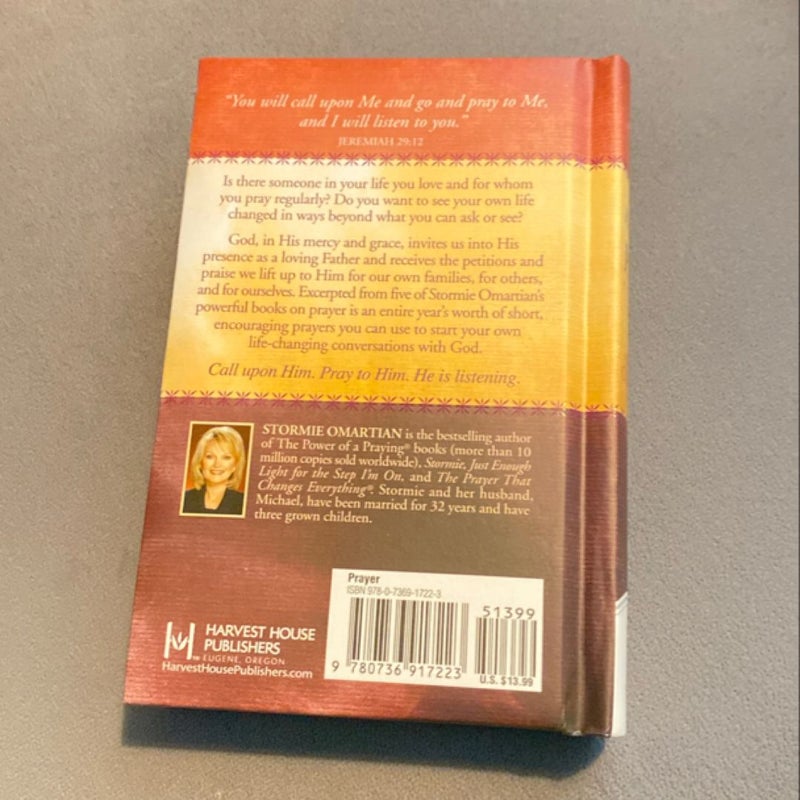 "You will call upon Me and go and pray to Me,
and I will listen to you."
JEREMIAH 29:12
Is there someone in your life you love and for whom
you pray regularly? Do you want to see your own life
changed in ways beyond what you can ask or see?
God, in His mercy and grace, invites us into His
presence as a loving Father and receives the petitions and
praise we lift up to Him for our own families, for others,
and for ourselves. Excerpted from five of Stormie Omartian's
powerful books on prayer is an entire year's worth of short,
encouraging prayers you can use to start your own
life-changing conversations with God.
Call upon Him. Pray to Him. He is listening.
STORMIE OMARTIAN is the bestselling author
of The Power of a Praying® books (more than 10
million copies sold worldwide), Stormie, Just Enough
Light for the Step I'm On, and The Prayer That
Changes Everything®. Stormie and her husband,
Michael, have been married for 32 years and have
three grown children.
Prayer
ISBN 978-0-7369-1722-3
51399
9 780736 917223
U.S. $13.99
HARVEST HOUSE
PUBLISHERS
EUGENE, OREGON
HarvestHousePublishers.com